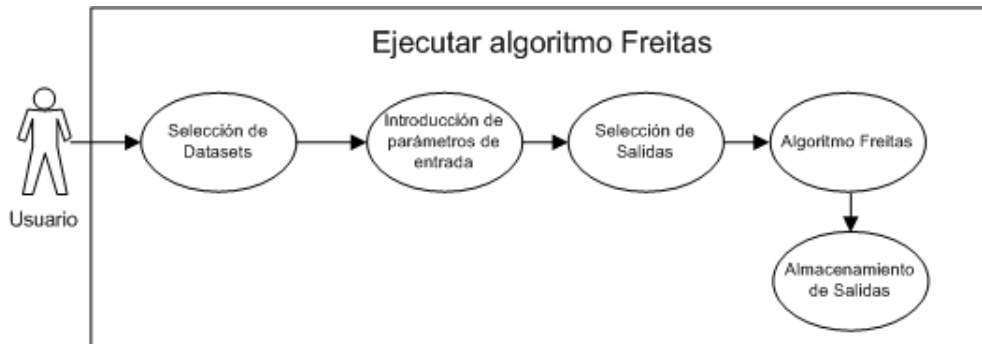 Ejecutar algoritmo Freitas
Usuario
Selección de
Datasets
Introducción de
parámetros de
entrada
Selección de
Salidas
Algoritmo Freitas
Almacenamiento
de Salidas